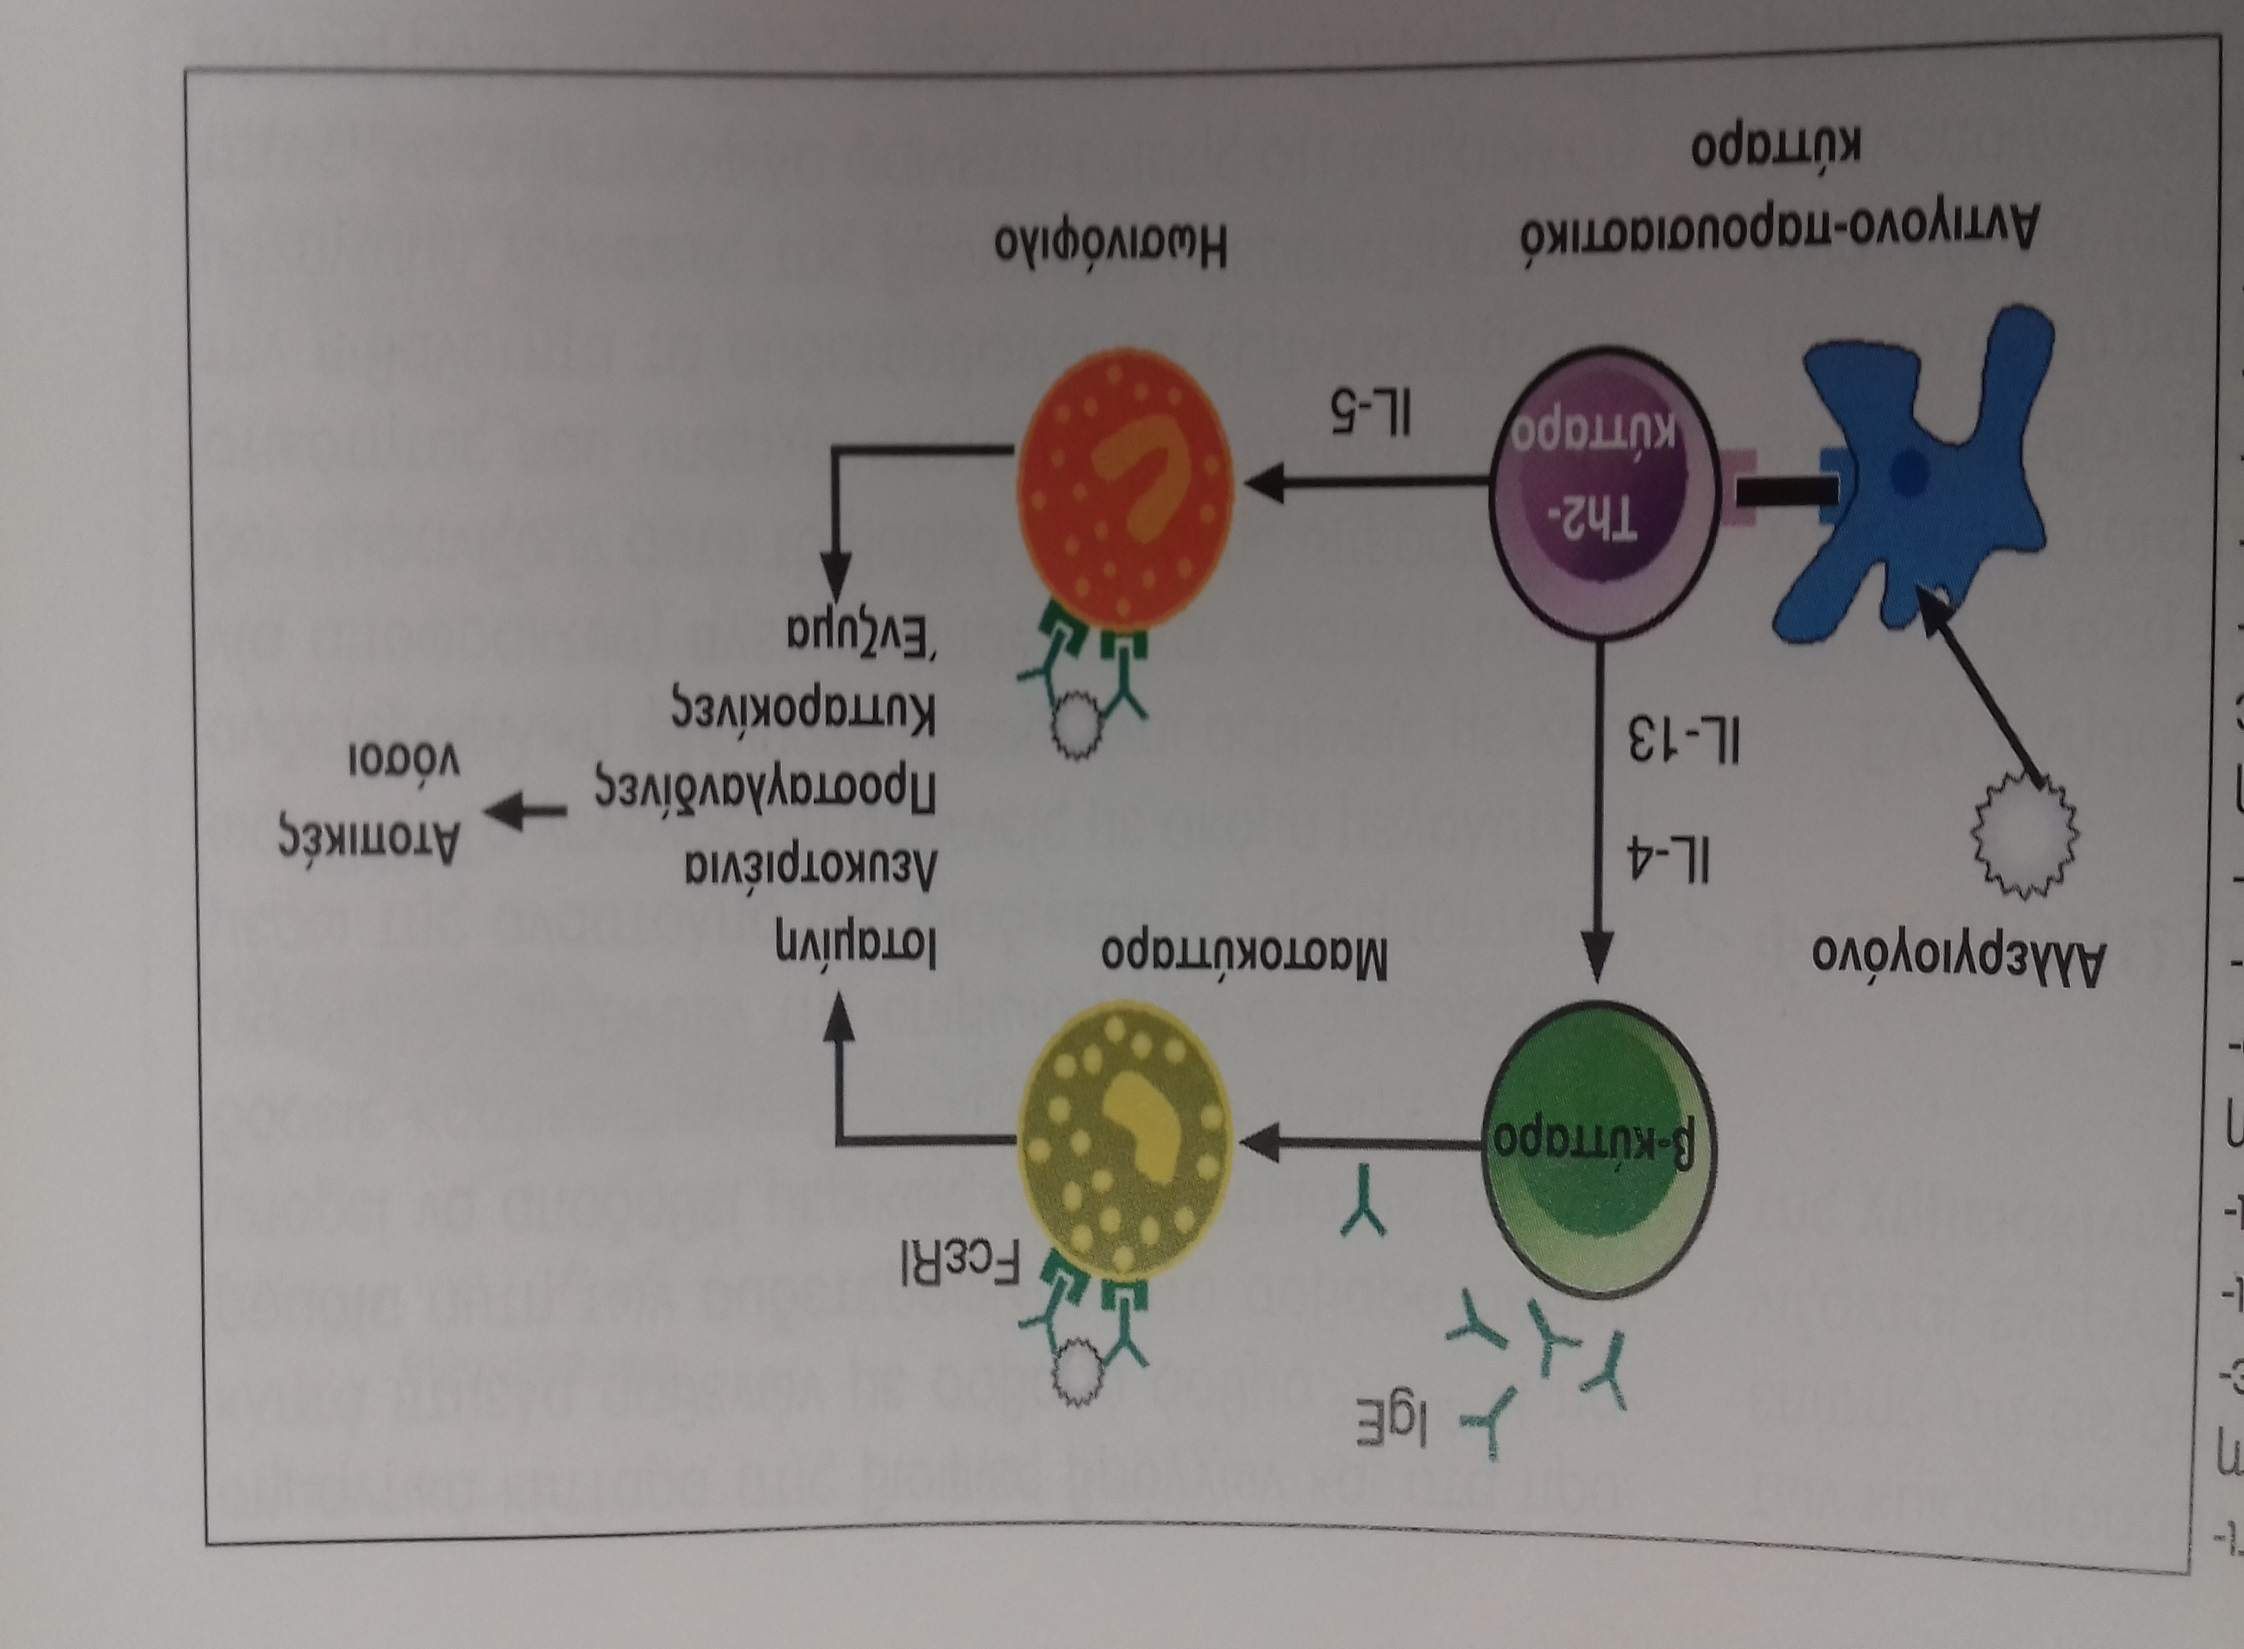 IgE
FcεRI
β-κύτταρο
Αλλεργιογόνο
Μαστοκύτταρο
Ισταμίνη
Λευκοτριένια
Προσταγλανδίνες
Κυτταροκίνες
Ένζυμα
Ατοπικές
νόσοι
IL-4
IL-13
Th2-
κύτταρο
IL-5
Αντιγονο-παρουσιαστικό
κύτταρο
Ηωσινόφιλο